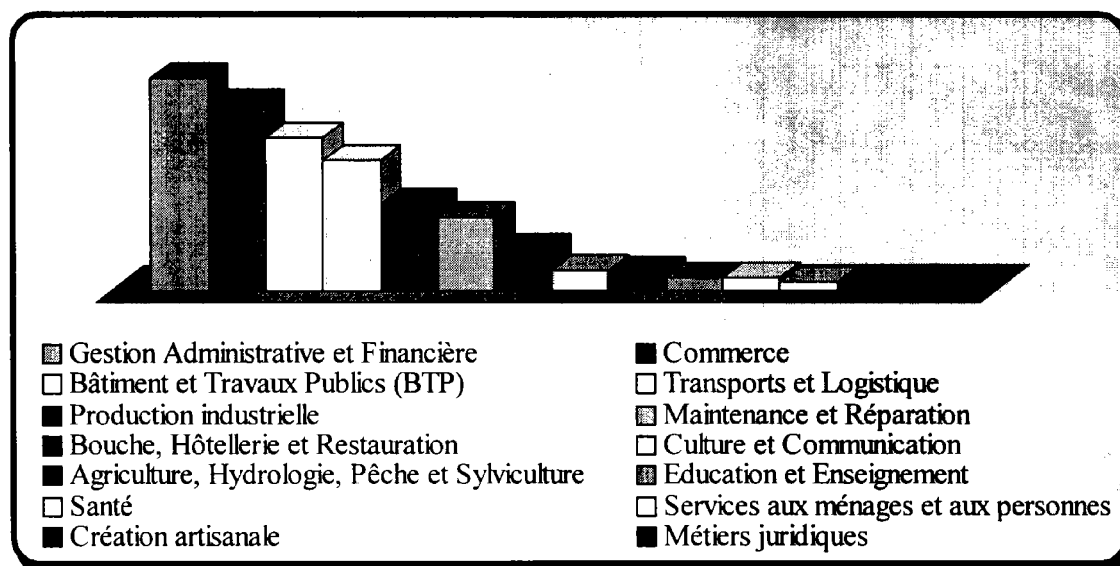 Gestion Administrative et Financière
Commerce
Bâtiment et Travaux Publics (BTP)
Transports et Logistique
Production industrielle
Maintenance et Réparation
Bouche, Hôtellerie et Restauration
Culture et Communication
Agriculture, Hydrologie, Pêche et Sylviculture
Education et Enseignement
Santé
Services aux ménages et aux personnes
Création artisanale
Métiers juridiques